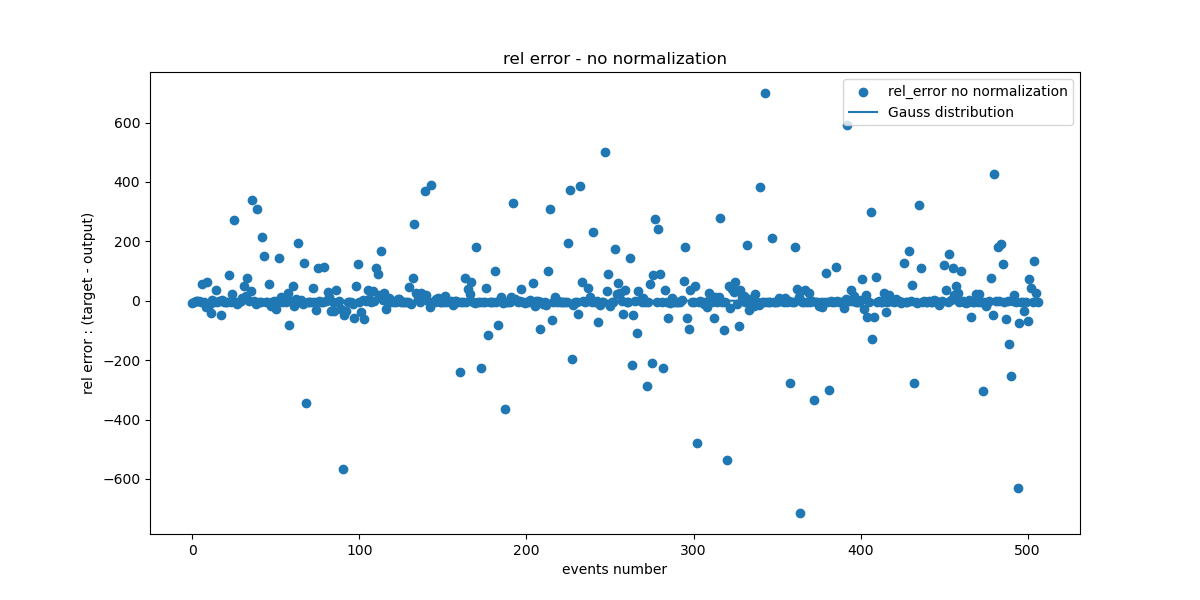 rel error - no normalization
rel_error no normalization
Gauss distribution
rel error : (target - output)
600
400
200
0
−200
−400
−600
0
100
200
300
400
500
events number